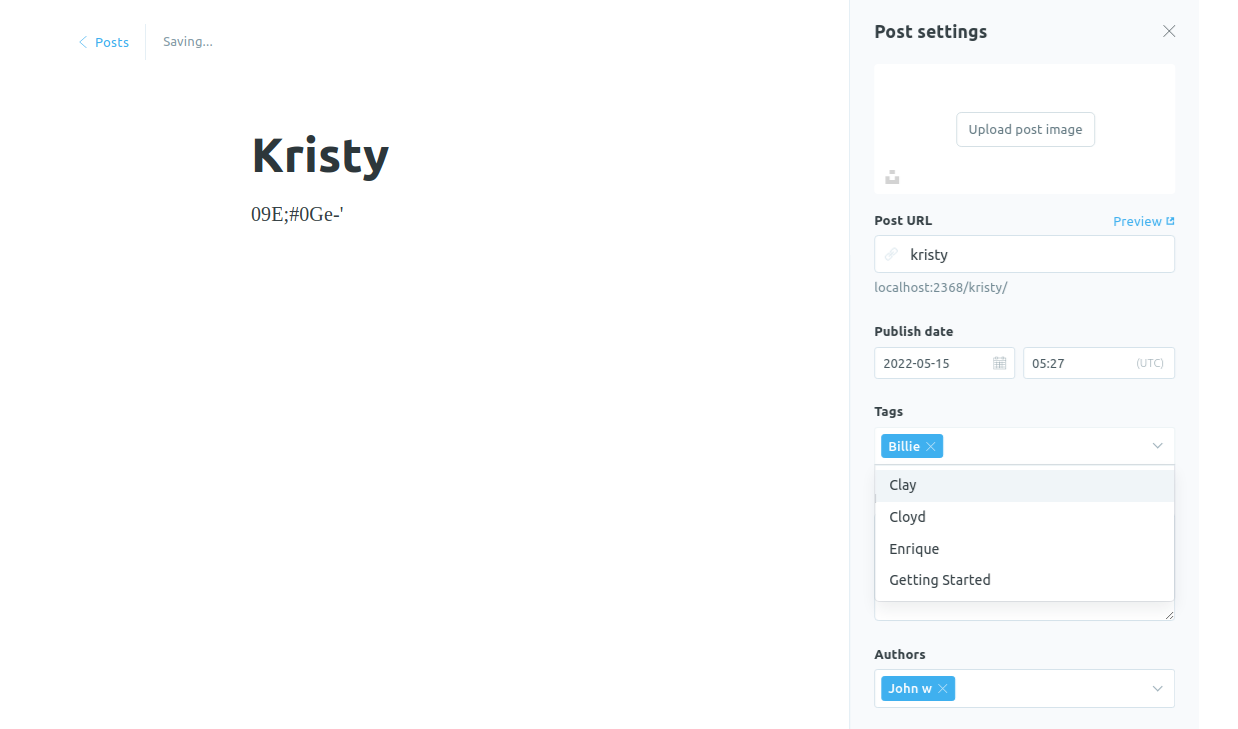 Posts
Saving...
Kristy
09E;#0Ge-'
Post settings
Upload post image
Post URL
Preview
kristy
localhost:2368/kristy/
Publish date
2022-05-15
05:27
(UTC)
Tags
Billie
Clay
Cloyd
Enrique
Getting Started
Authors
John w